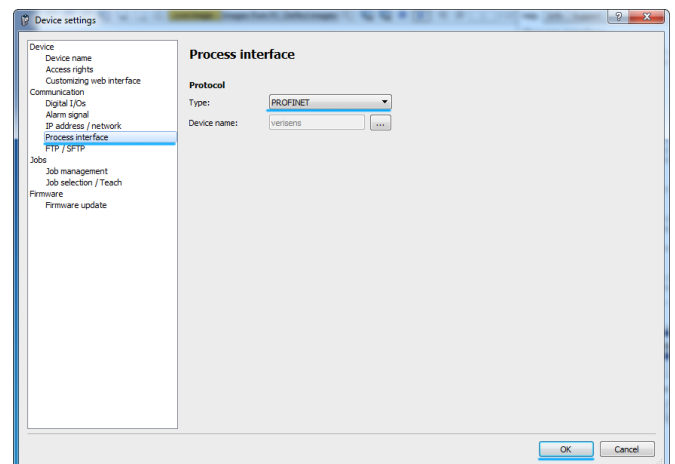 Device settings
Device
Device name
Access rights
Customizing web interface
Communication
Digital I/Os
Alarm signal
IP address / network
Process interface
FTP / SFTP
Jobs
Job management
Job selection / Teach
Firmware
Firmware update
Process interface
Protocol
Type: PROFINET
Device name: verisens ...
OK Cancel